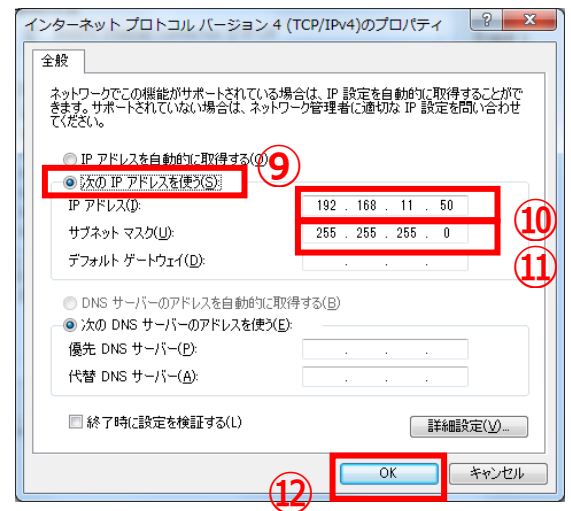 インターネット プロトコル バージョン 4 (TCP/IPv4)のプロパティ
全般
ネットワークでこの機能がサポートされている場合は、IP 設定を自動的に取得することがで
きます。サポートされていない場合は、ネットワーク管理者に適切な IP 設定を問い合わせ
てください。
IP アドレスを自動的に取得する(O)
⑨
次の IP アドレスを使う(S):
IP アドレス(I):
192 . 168 . 11 . 50
⑩
サブネット マスク(U):
255 . 255 . 255 . 0
⑪
デフォルト ゲートウェイ(D):
. . .
DNS サーバーのアドレスを自動的に取得する(B)
次の DNS サーバーのアドレスを使う(E):
優先 DNS サーバー(P):
. . .
代替 DNS サーバー(A):
. . .
終了時に設定を検証する(L)
詳細設定(V)...
⑫
OK
キャンセル